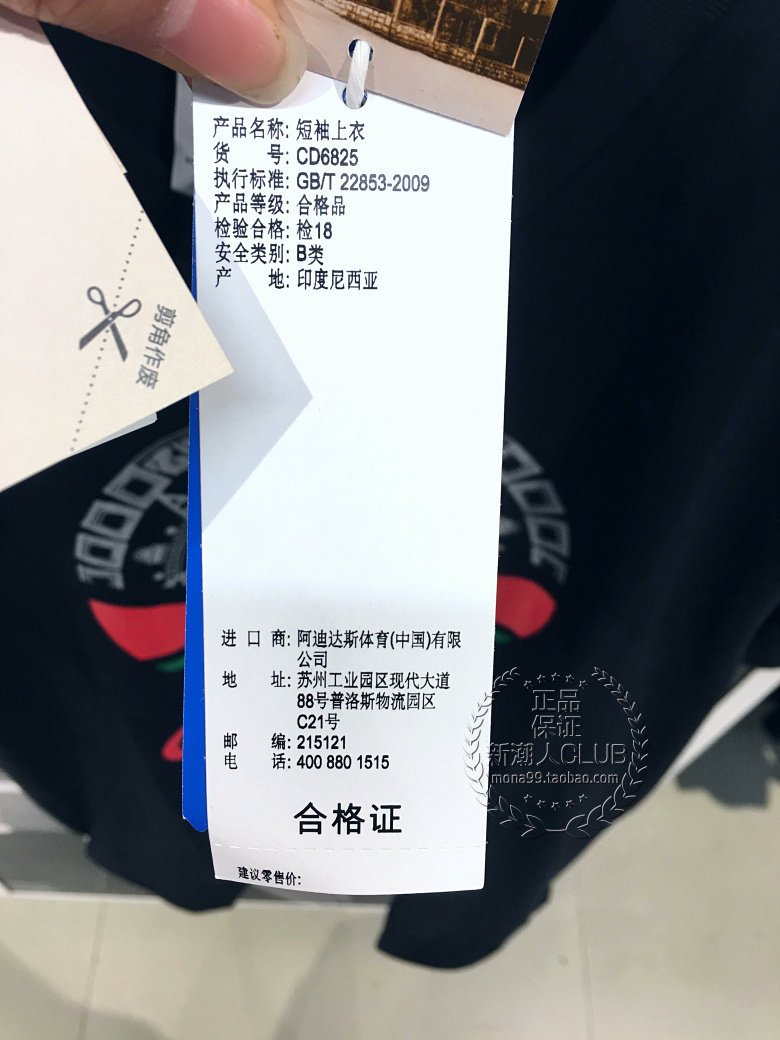 产品名称: 短袖上衣
货 号: CD6825
执行标准: GB/T 22853-2009
产品等级: 合格品
检验合格: 检18
安全类别: B类
产 地: 印度尼西亚
剪角作废
进 口 商: 阿迪达斯体育(中国)有限
公司
地 址: 苏州工业园区现代大道
88号普洛斯物流园区
C21号
邮 编: 215121
电 话: 400 880 1515
合格证
建议零售价:
正品
保证
新潮人CLUB
mona99.taobao.com